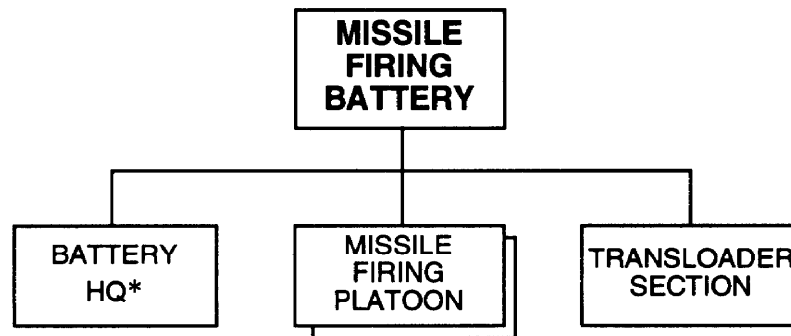 MISSILE
FIRING
BATTERY
BATTERY
HQ*
MISSILE
FIRING
PLATOON
TRANSLOADER
SECTION